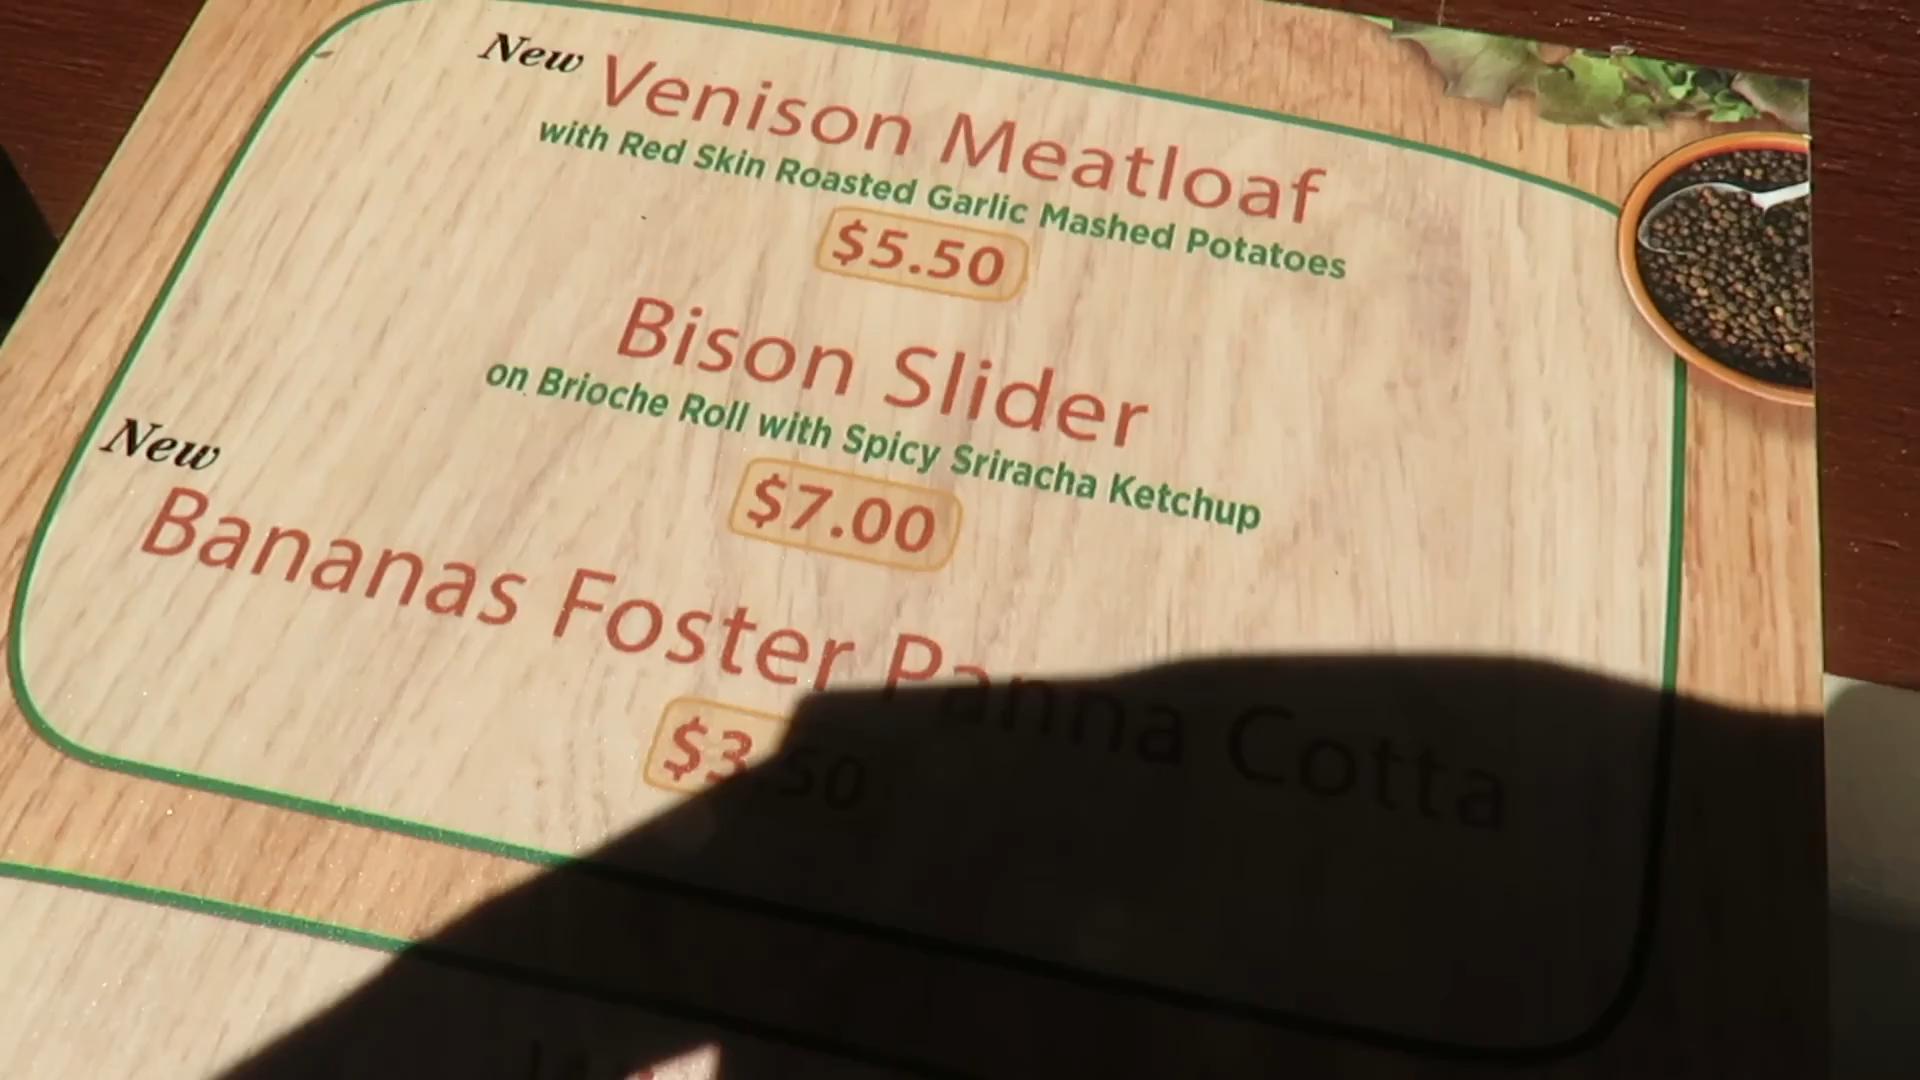 New Venison Meatloaf
with Red Skin Roasted Garlic Mashed Potatoes
$5.50
Bison Slider
on Brioche Roll with Spicy Sriracha Ketchup
$7.00
New
Bananas Foster Panna Cotta
$3.50